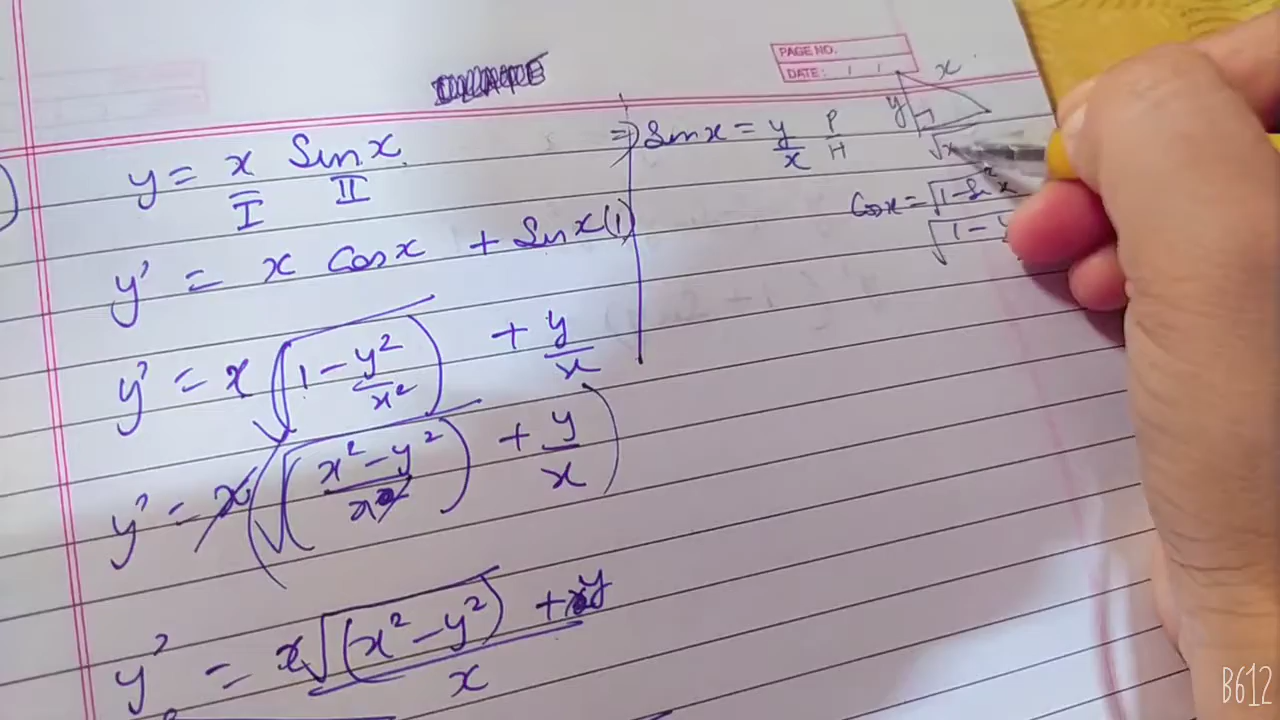 PAGE NO.
DATE: / /
y = x Sin x
I II
y' = x Cos x + Sin x (1)
y' = x √(1 - y²/x²) + y/x
y' = x (√(x² - y²/x²) + y/x)
y' = x√(x² - y²) + y / x
⇒ Sin x = y/x P/H
x
y
√x
Cos x = √1 - Sin² x
√1 - y
B612